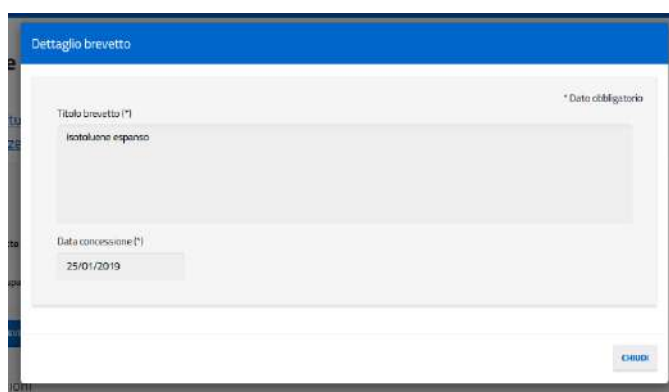 Dettaglio brevetto
* Dato obbligatorio
Titolo brevetto (*)
isotoluene espanso
Data concessione (*)
25/01/2019
CHIUDI